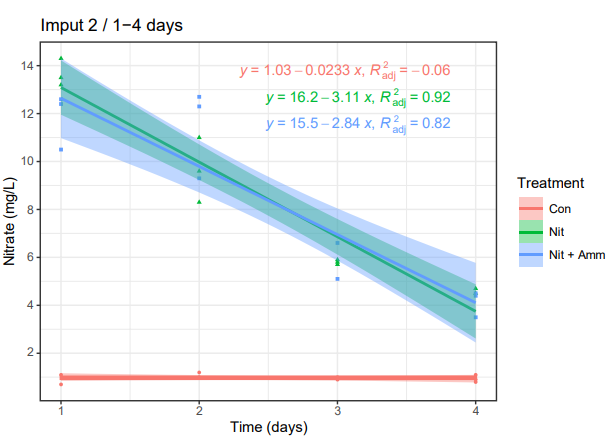 Imput 2 / 1−4 days
y = 1.03 – 0.0233 x, R²adj = – 0.06
y = 16.2 – 3.11 x, R²adj = 0.92
y = 15.5 – 2.84 x, R²adj = 0.82
14
12
10
8
6
4
2
Nitrate (mg/L)
1 2 3 4
Time (days)
Treatment
Con
Nit
Nit + Amm